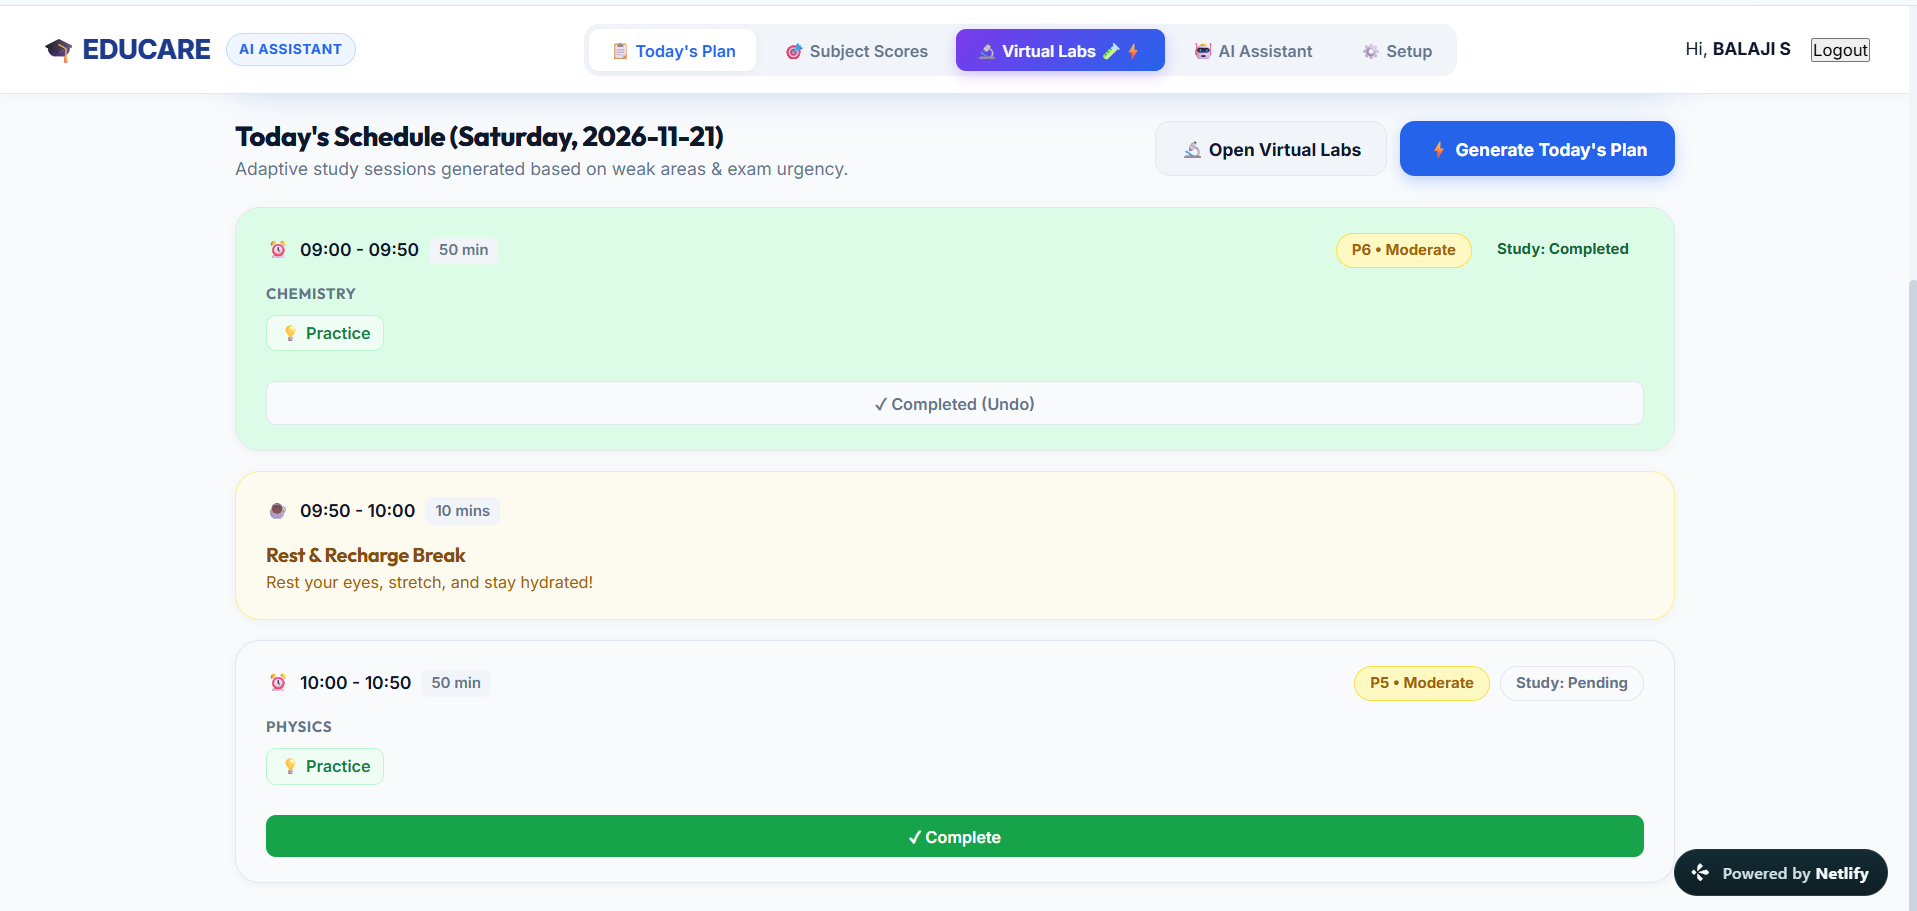 EDUCARE
AI ASSISTANT
Today's Plan
Subject Scores
Virtual Labs
AI Assistant
Setup
Hi, BALAJI S
Logout
Today's Schedule (Saturday, 2026-11-21)
Adaptive study sessions generated based on weak areas & exam urgency.
Open Virtual Labs
Generate Today's Plan
09:00 - 09:50 50 min
P6 • Moderate
Study: Completed
CHEMISTRY
Practice
✓ Completed (Undo)
09:50 - 10:00 10 mins
Rest & Recharge Break
Rest your eyes, stretch, and stay hydrated!
10:00 - 10:50 50 min
P5 • Moderate
Study: Pending
PHYSICS
Practice
✓ Complete
Powered by Netlify